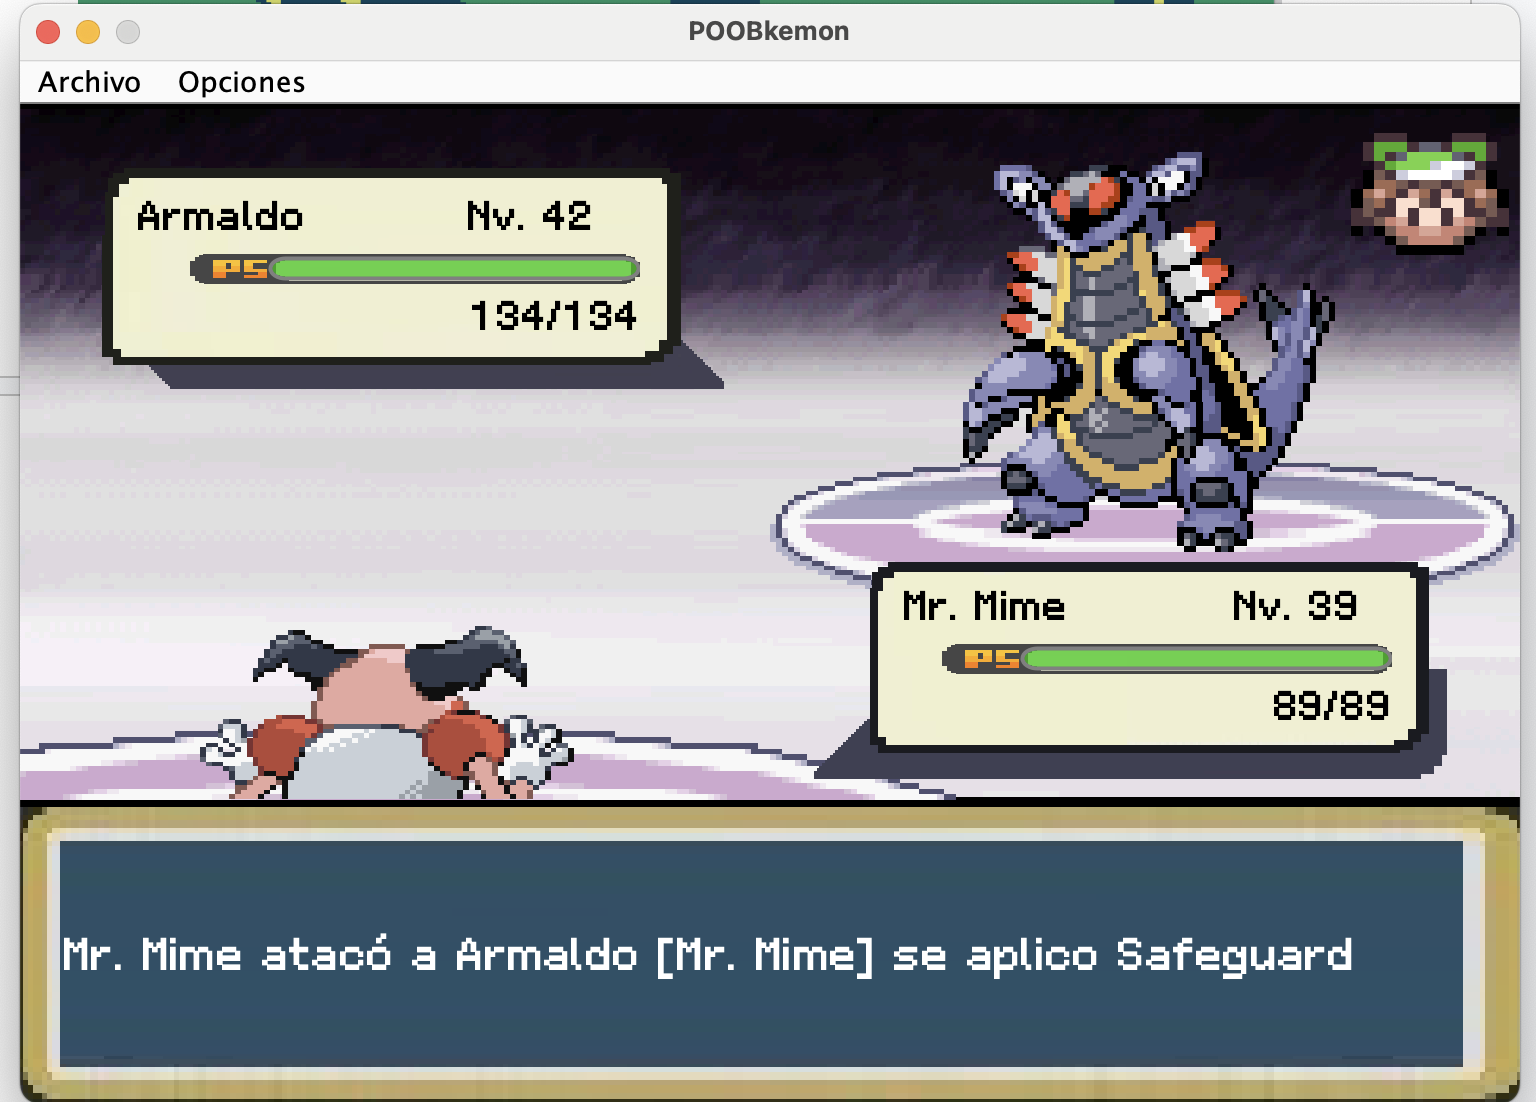 POOBkemon
Archivo Opciones
Armaldo Nv. 42
PS
134/134
Mr. Mime Nv. 39
PS
89/89
Mr. Mime atacó a Armaldo [Mr. Mime] se aplico Safeguard